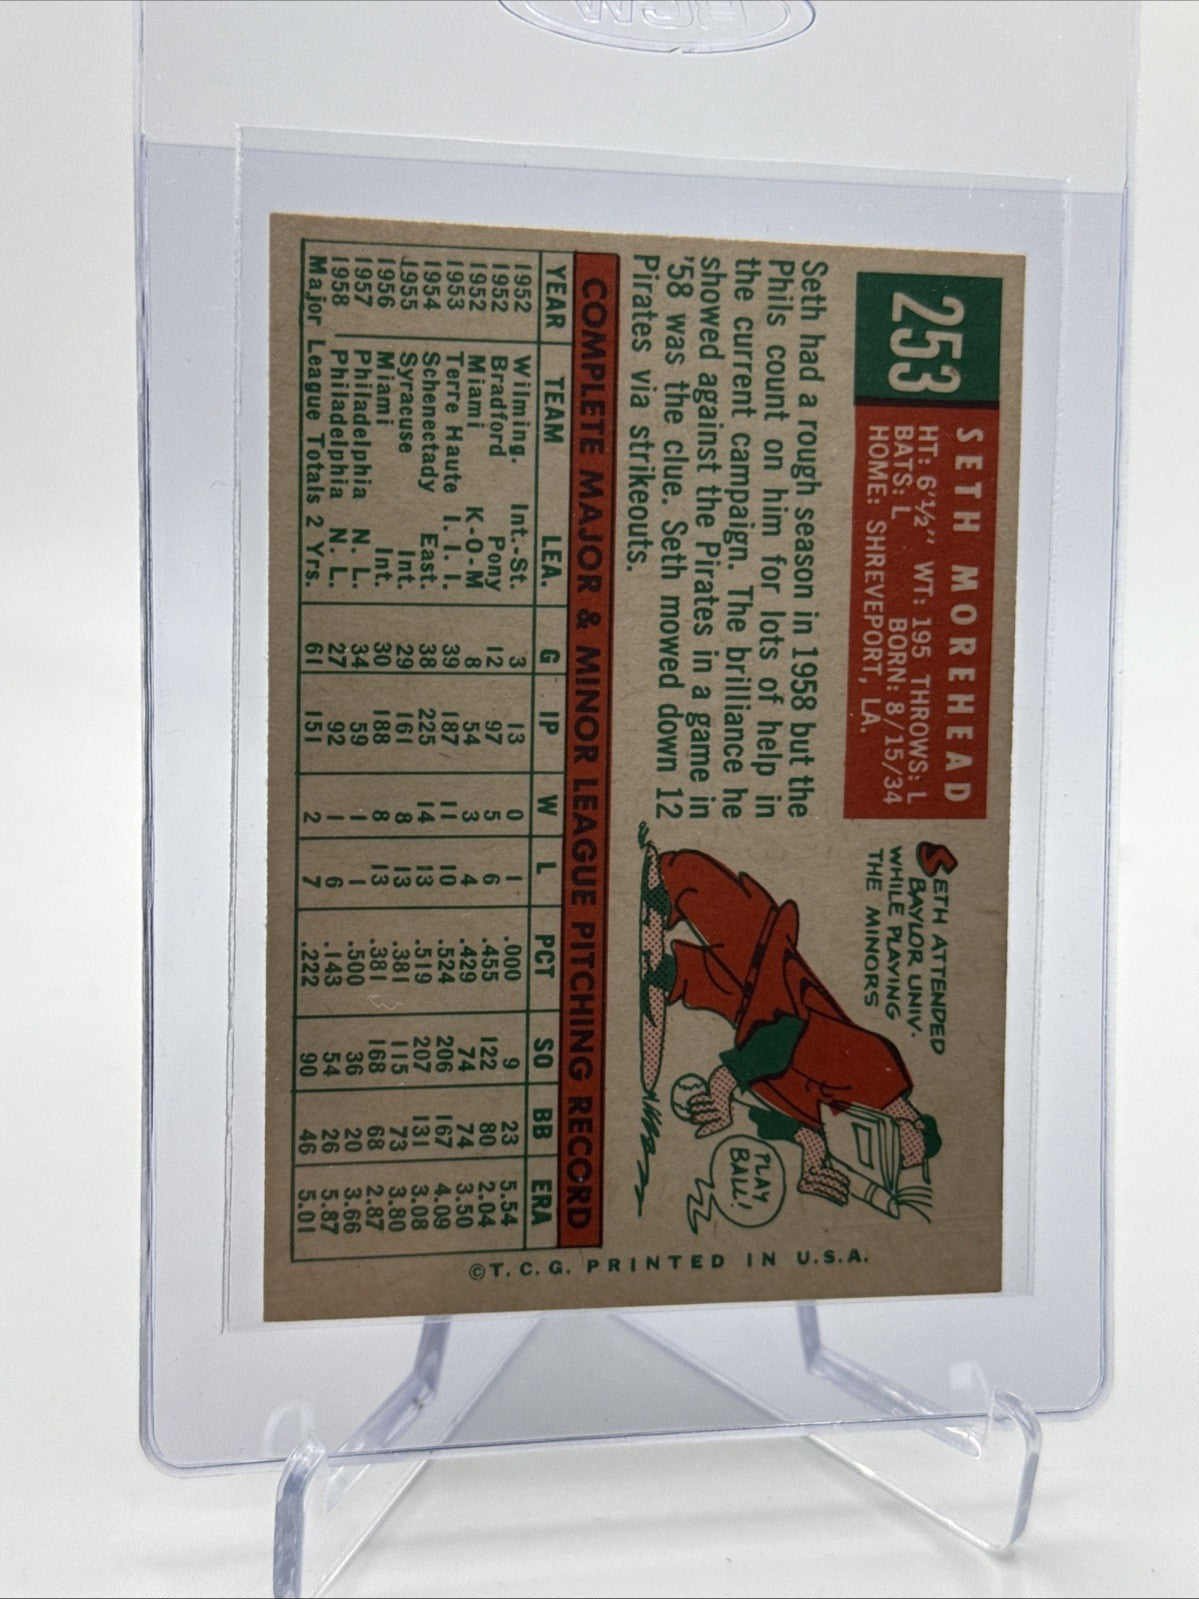 BCW
253
SETH MOREHEAD
HT: 6'½" WT: 195 THROWS: L
BATS: L BORN: 8/15/34
HOME: SHREVEPORT, LA.
SETH ATTENDED
BAYLOR UNIV.
WHILE PLAYING
THE MINORS
Seth had a rough season in 1958 but the
Phils count on him for lots of help in
the current campaign. The brilliance he
showed against the Pirates in a game in
'58 was the clue. Seth mowed down 12
Pirates via strikeouts.
PLAY
BALL!
COMPLETE MAJOR & MINOR LEAGUE PITCHING RECORD
YEAR TEAM LEA. G IP W L PCT SO BB ERA
1952 Wilming. Int.-St. 3 13 0 1 .000 9 23 5.54
1952 Bradford Pony 12 97 5 6 .455 122 80 2.04
1952 Miami K-O-M 8 54 3 4 .429 74 74 3.50
1953 Terre Haute I. I. I. 39 187 11 10 .524 206 167 4.09
1954 Schenectady East. 38 225 14 13 .519 207 131 3.08
1955 Syracuse Int. 29 161 8 13 .381 115 73 3.80
1956 Miami Int. 30 188 8 13 .381 168 68 2.87
1957 Philadelphia N. L. 34 59 1 1 .500 36 20 3.66
1958 Philadelphia N. L. 27 92 1 6 .143 54 26 5.87
Major League Totals 2 Yrs. 61 151 2 7 .222 90 46 5.01
© T. C. G. PRINTED IN U.S.A.